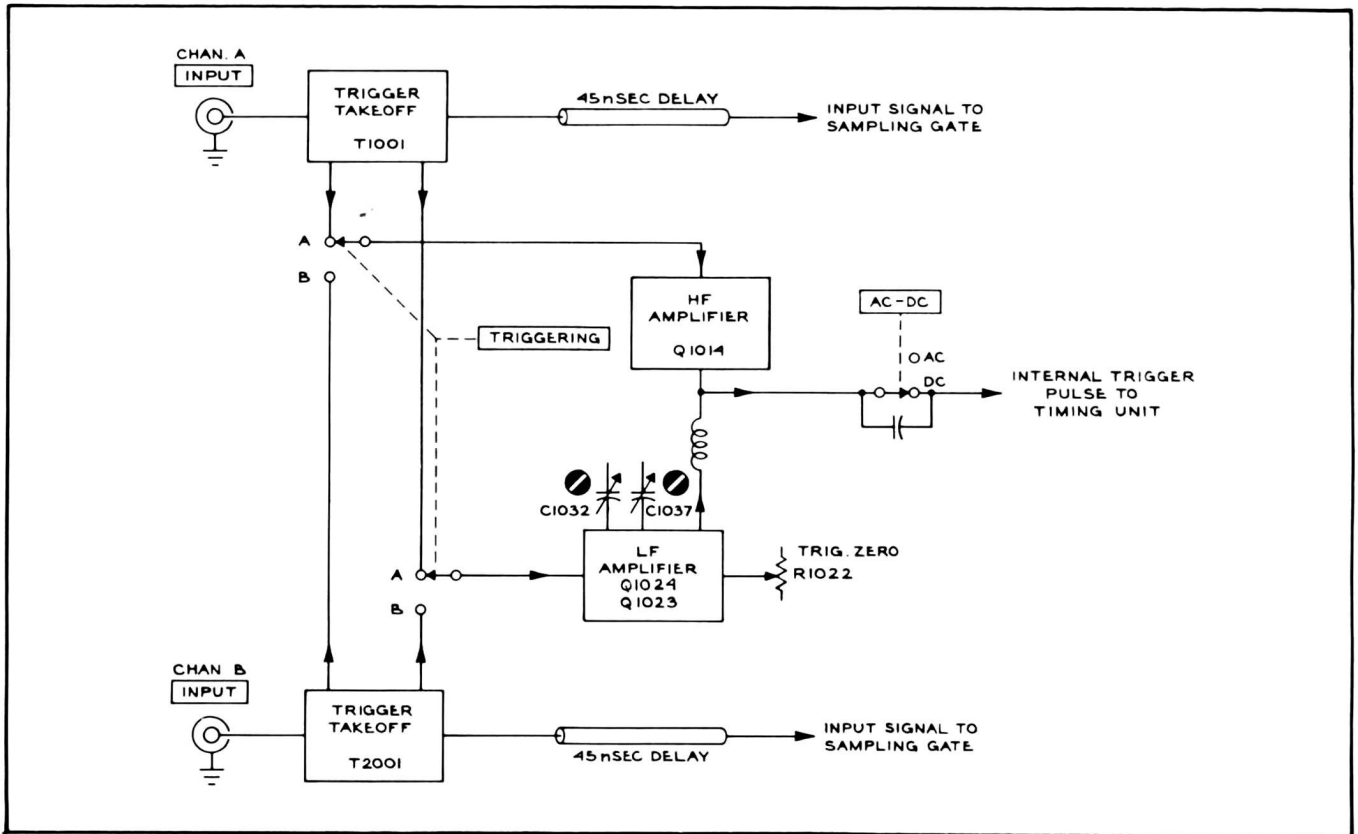 CHAN. A
INPUT
TRIGGER
TAKEOFF
T1001
45nSEC DELAY
INPUT SIGNAL TO
SAMPLING GATE
A
B
TRIGGERING
HF
AMPLIFIER
Q1014
AC-DC
AC
DC
INTERNAL TRIGGER
PULSE TO
TIMING UNIT
C1032
C1037
LF
AMPLIFIER
Q1024
Q1023
TRIG. ZERO
R1022
A
B
CHAN B
INPUT
TRIGGER
TAKEOFF
T2001
45nSEC DELAY
INPUT SIGNAL TO
SAMPLING GATE